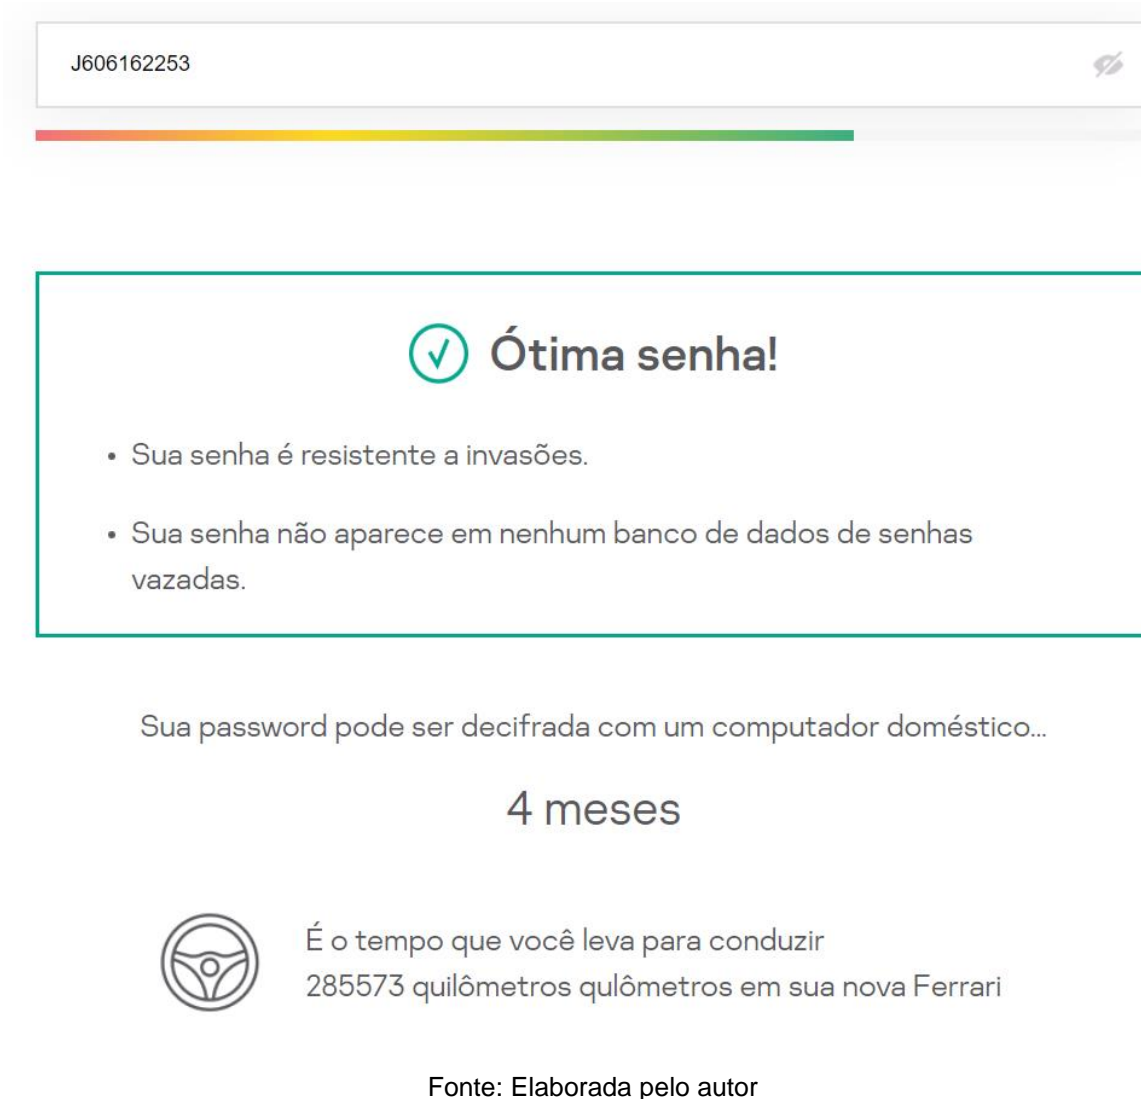 J606162253
Ótima senha!
• Sua senha é resistente a invasões.
• Sua senha não aparece em nenhum banco de dados de senhas
vazadas.
Sua password pode ser decifrada com um computador doméstico...
4 meses
É o tempo que você leva para conduzir
285573 quilômetros qulômetros em sua nova Ferrari
Fonte: Elaborada pelo autor